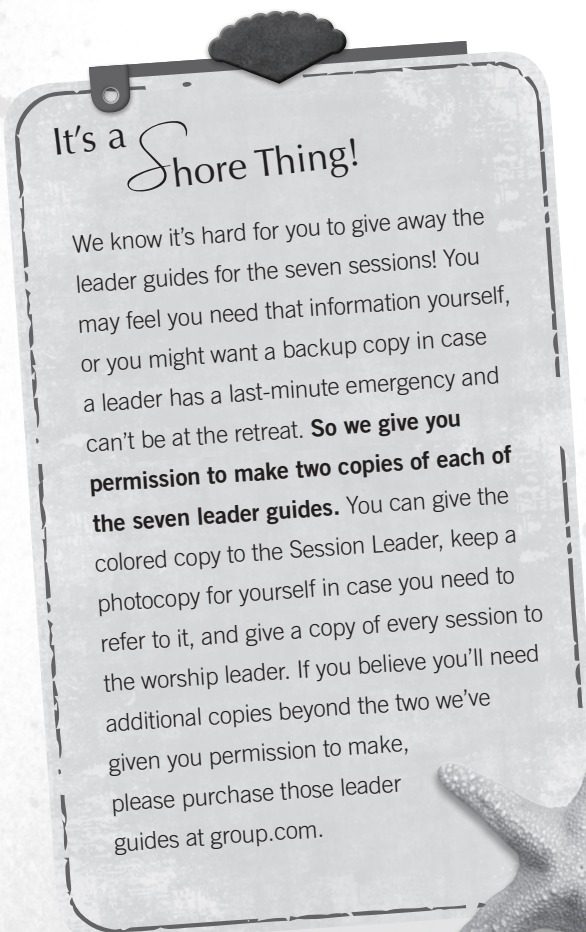 It's a Shore Thing!
We know it's hard for you to give away the
leader guides for the seven sessions! You
may feel you need that information yourself,
or you might want a backup copy in case
a leader has a last-minute emergency and
can't be at the retreat. So we give you
permission to make two copies of each of
the seven leader guides. You can give the
colored copy to the Session Leader, keep a
photocopy for yourself in case you need to
refer to it, and give a copy of every session to
the worship leader. If you believe you'll need
additional copies beyond the two we've
given you permission to make,
please purchase those leader
guides at group.com.